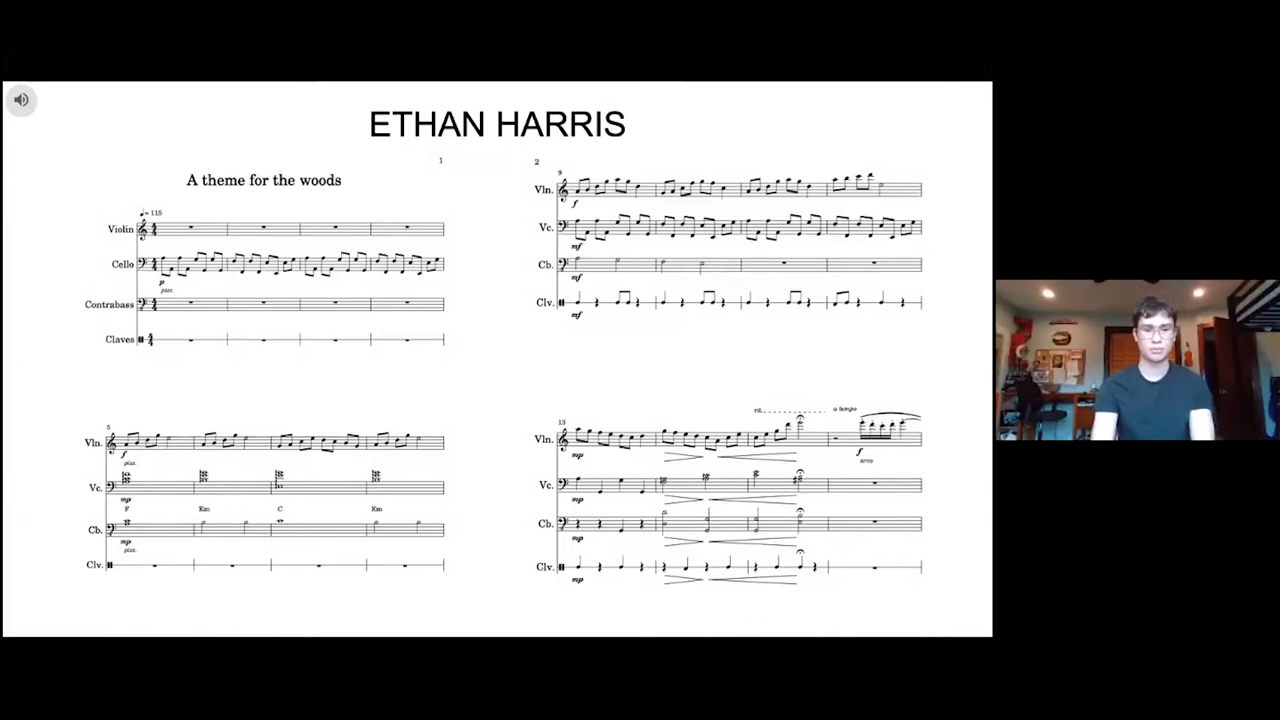 ETHAN HARRIS
1
A theme for the woods
♩= 115
Violin
Cello
p
pizz.
Contrabass
Claves
5
Vln.
f
pizz.
Vc.
mp
F Em C Em
Cb.
mp
pizz.
Clv.
2
9
Vln.
f
Vc.
mf
Cb.
mf
Clv.
mf
13
rit. a tempo
Vln.
mp
f
arco
Vc.
mp
Cb.
mp
Clv.
mp